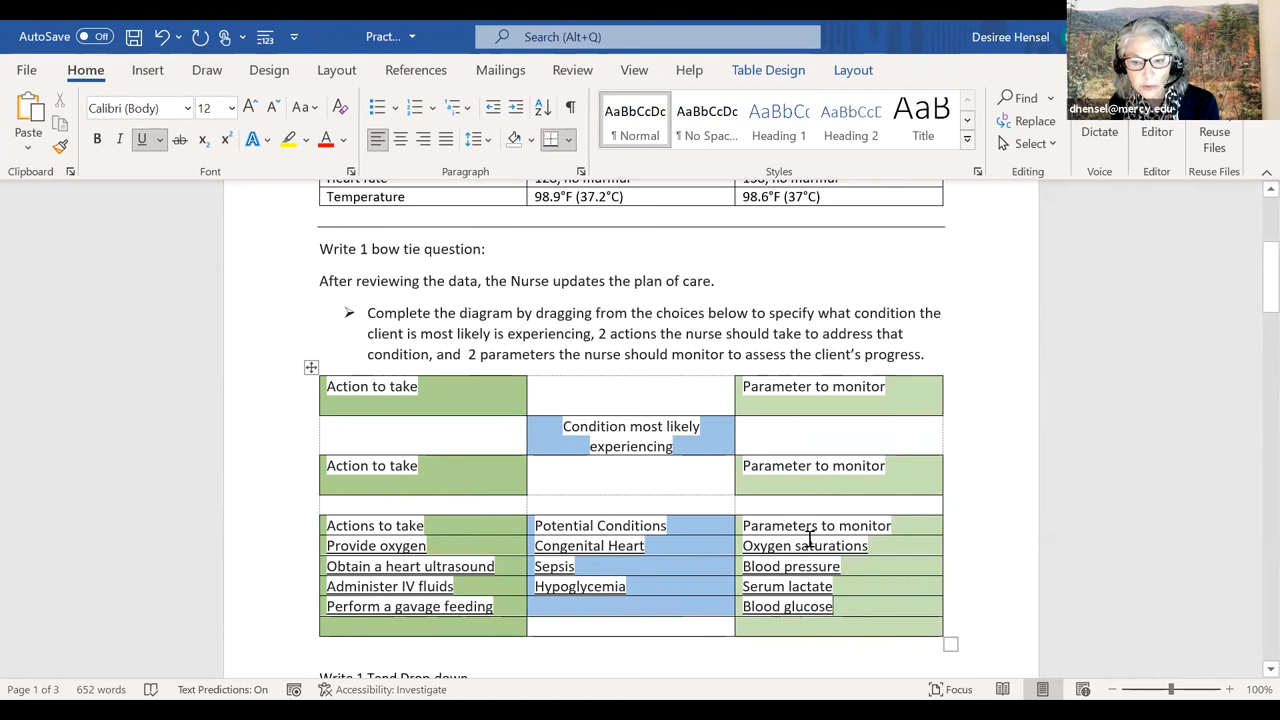 AutoSave Off Pract... Search (Alt+Q) Desiree Hensel
File Home Insert Draw Design Layout References Mailings Review View Help Table Design Layout
dhensel@mercy.edu
Paste Calibri (Body) 12 Aa AaBbCcDc AaBbCcDc AaBbCc AaBbCcD AaB Find Replace Select
Normal No Spac... Heading 1 Heading 2 Title Dictate Editor Reuse Files
Clipboard Font Paragraph Styles Editing Voice Editor Reuse Files
Temperature 98.9°F (37.2°C) 98.6°F (37°C)
Write 1 bow tie question:
After reviewing the data, the Nurse updates the plan of care.
Complete the diagram by dragging from the choices below to specify what condition the
client is most likely is experiencing, 2 actions the nurse should take to address that
condition, and 2 parameters the nurse should monitor to assess the client's progress.
Action to take Parameter to monitor
Condition most likely
experiencing
Action to take Parameter to monitor
Actions to take Potential Conditions Parameters to monitor
Provide oxygen Congenital Heart Oxygen saturations
Obtain a heart ultrasound Sepsis Blood pressure
Administer IV fluids Hypoglycemia Serum lactate
Perform a gavage feeding Blood glucose
Page 1 of 3 652 words Text Predictions: On Accessibility: Investigate Focus 100%